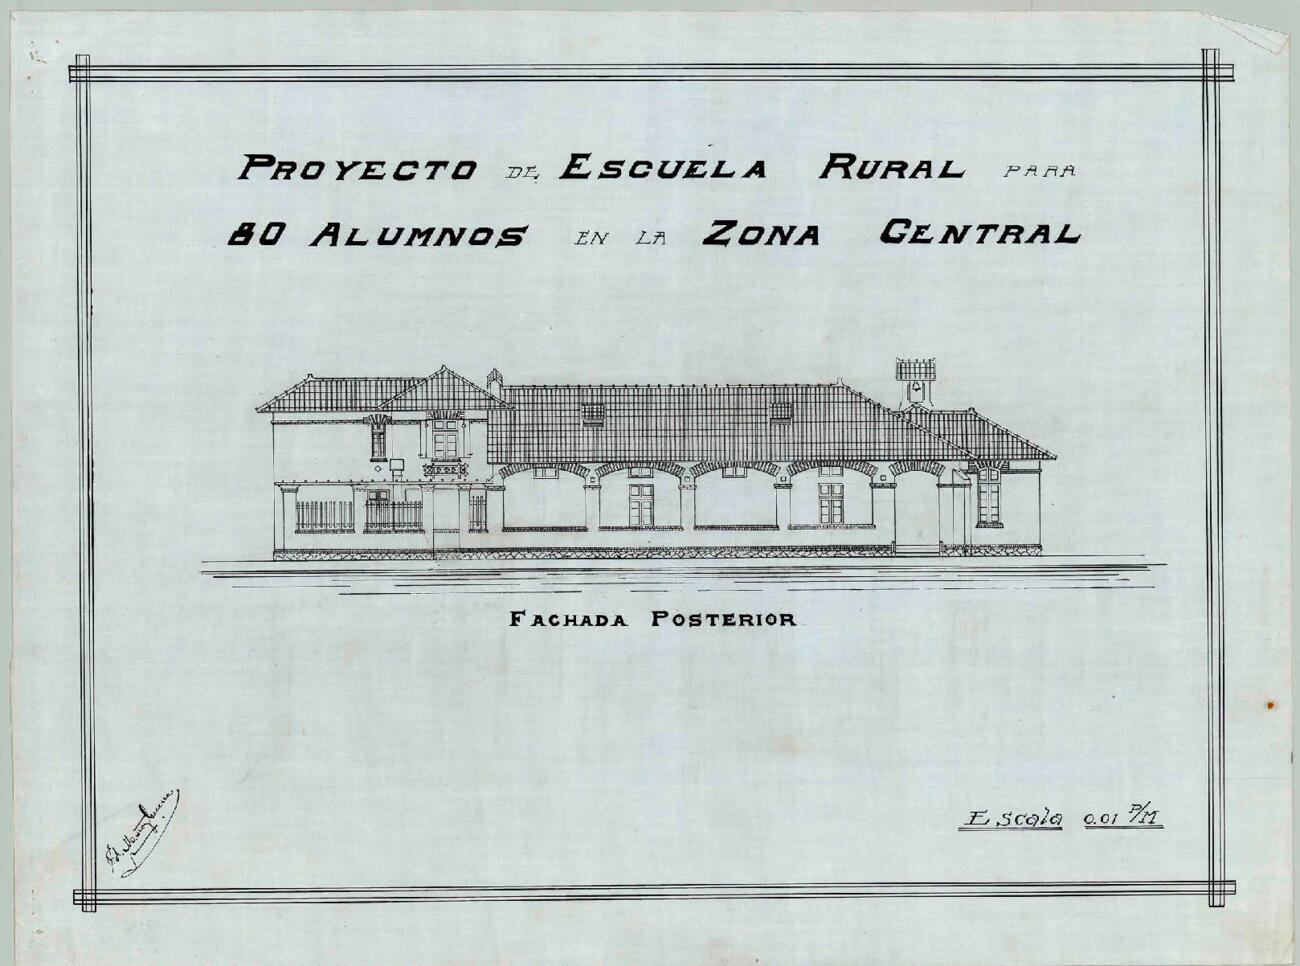 PROYECTO DE ESCUELA RURAL PARA
80 ALUMNOS EN LA ZONA CENTRAL
FACHADA POSTERIOR
Escala 0.01 P/M